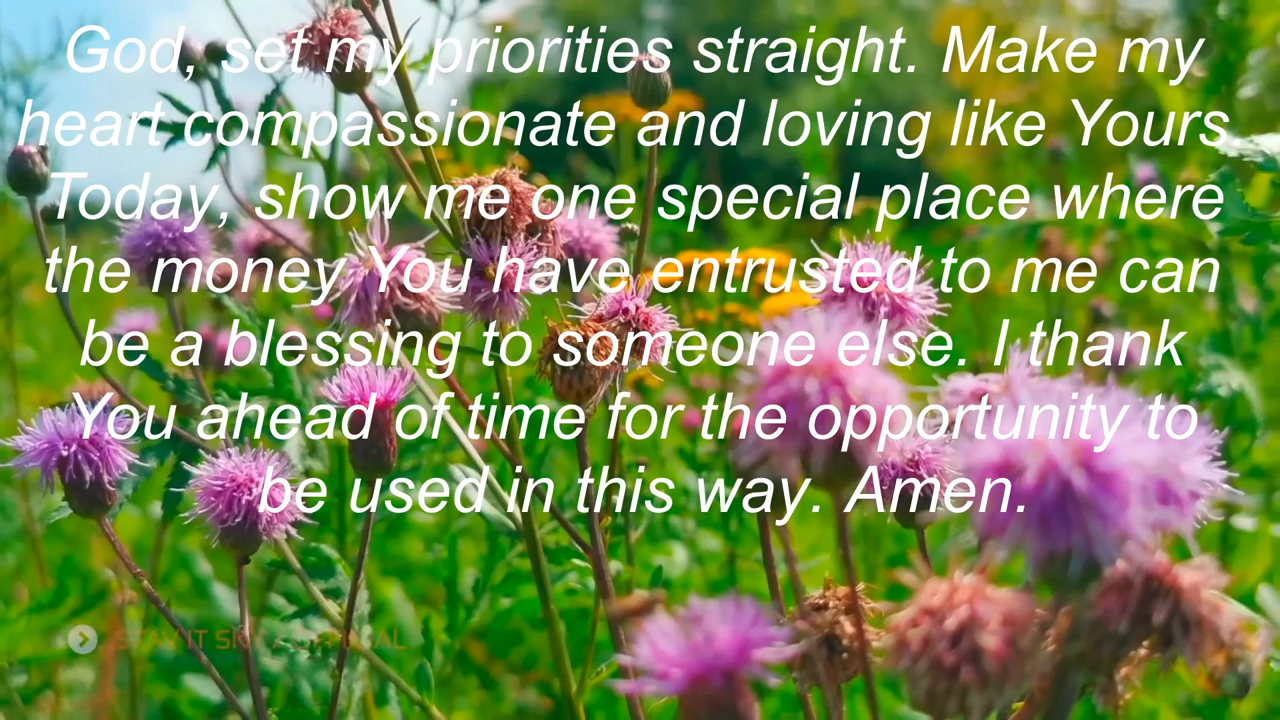 God, set my priorities straight. Make my
heart compassionate and loving like Yours.
Today, show me one special place where
the money You have entrusted to me can
be a blessing to someone else. I thank
You ahead of time for the opportunity to
be used in this way. Amen.
STAY IT